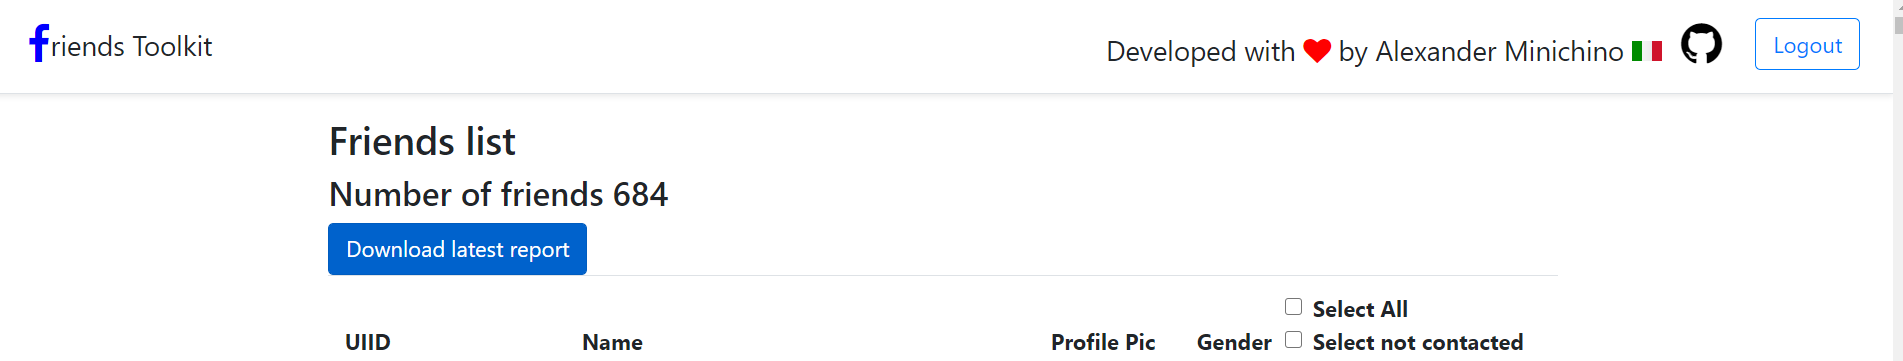 friends Toolkit
Developed with ❤ by Alexander Minichino
Logout
Friends list
Number of friends 684
Download latest report
Select All
UIID Name Profile Pic Gender Select not contacted